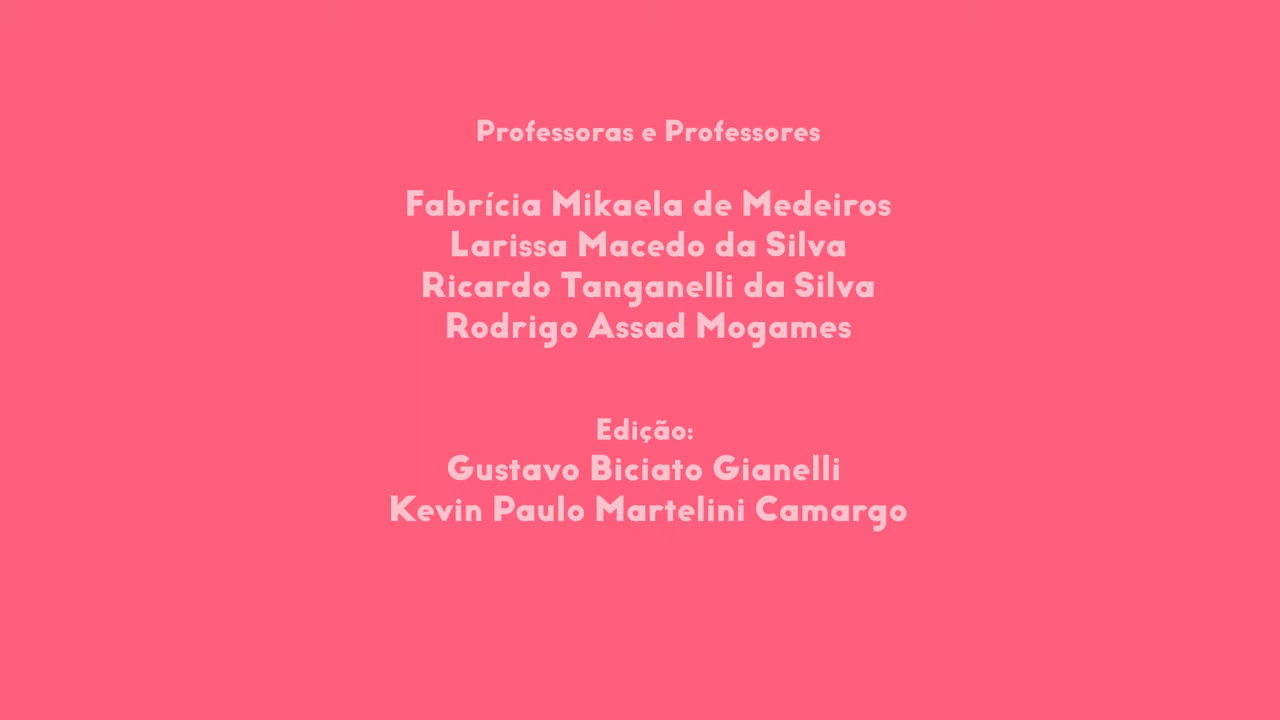 Professoras e Professores
Fabrícia Mikaela de Medeiros
Larissa Macedo da Silva
Ricardo Tanganelli da Silva
Rodrigo Assad Mogames
Edição:
Gustavo Biciato Gianelli
Kevin Paulo Martelini Camargo